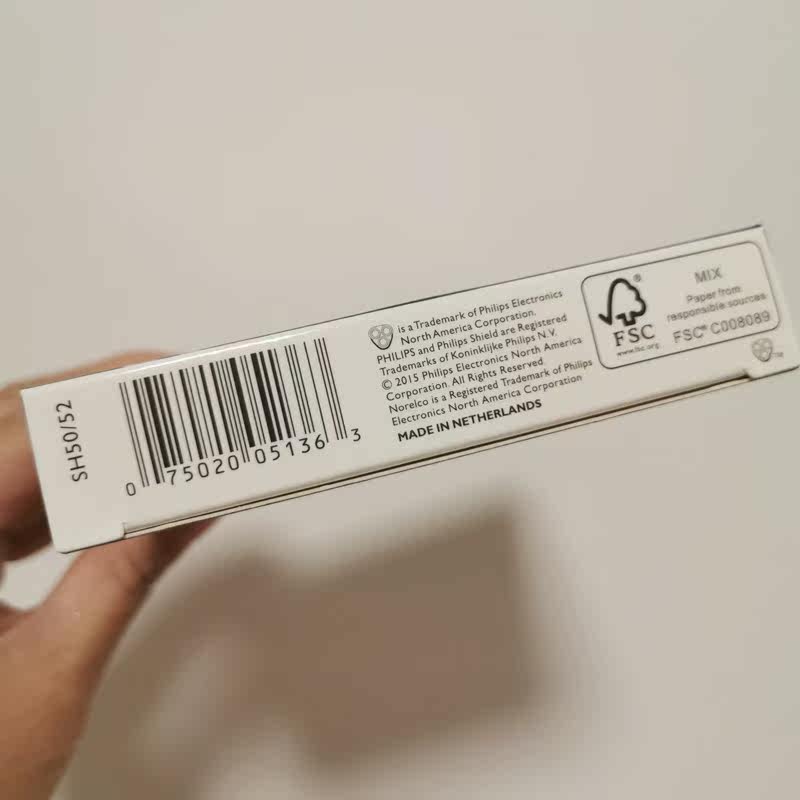 SH50/52
0 75020 05136 3
is a Trademark of Philips Electronics
North America Corporation.
PHILIPS and Philips Shield are Registered
Trademarks of Koninklijke Philips N.V.
© 2015 Philips Electronics North America
Corporation. All Rights Reserved.
Norelco is a Registered Trademark of Philips
Electronics North America Corporation
MADE IN NETHERLANDS
®
FSC
www.fsc.org
MIX
Paper from
responsible sources
FSC® C008089
TM